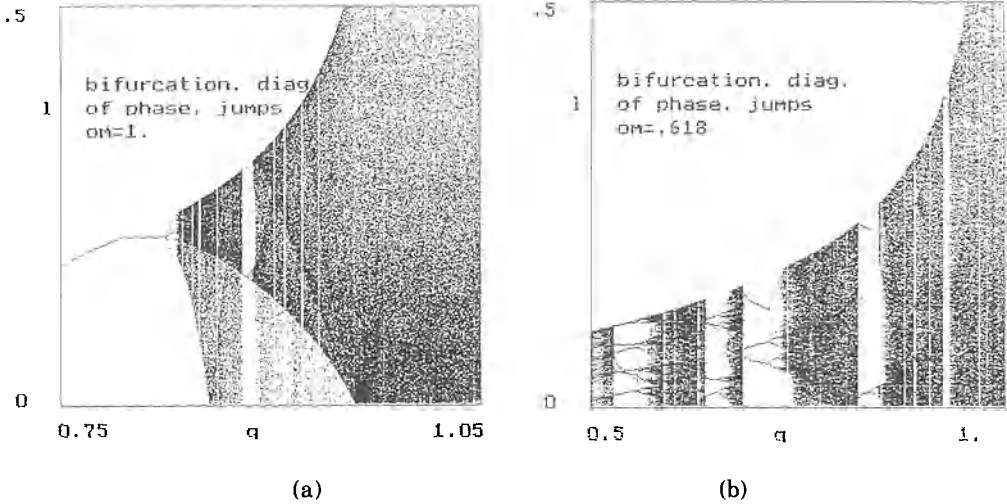 .5
bifurcation. diag.
1
of phase. jumps
om=1.
0
0.75
q
1.05
(a)
.5
bifurcation. diag.
1
of phase. jumps
om=.618
0
0.5
q
1.
(b)